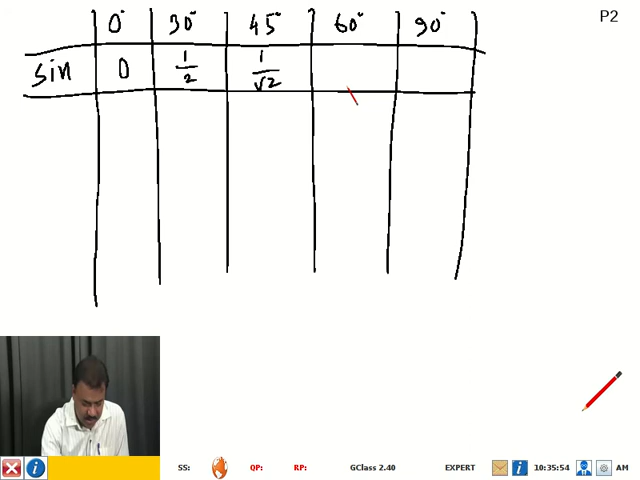 P2
0° 30° 45° 60° 90°
sin 0 1/2 1/√2
SS: QP: RP: GClass 2.40 EXPERT 10:35:54 AM